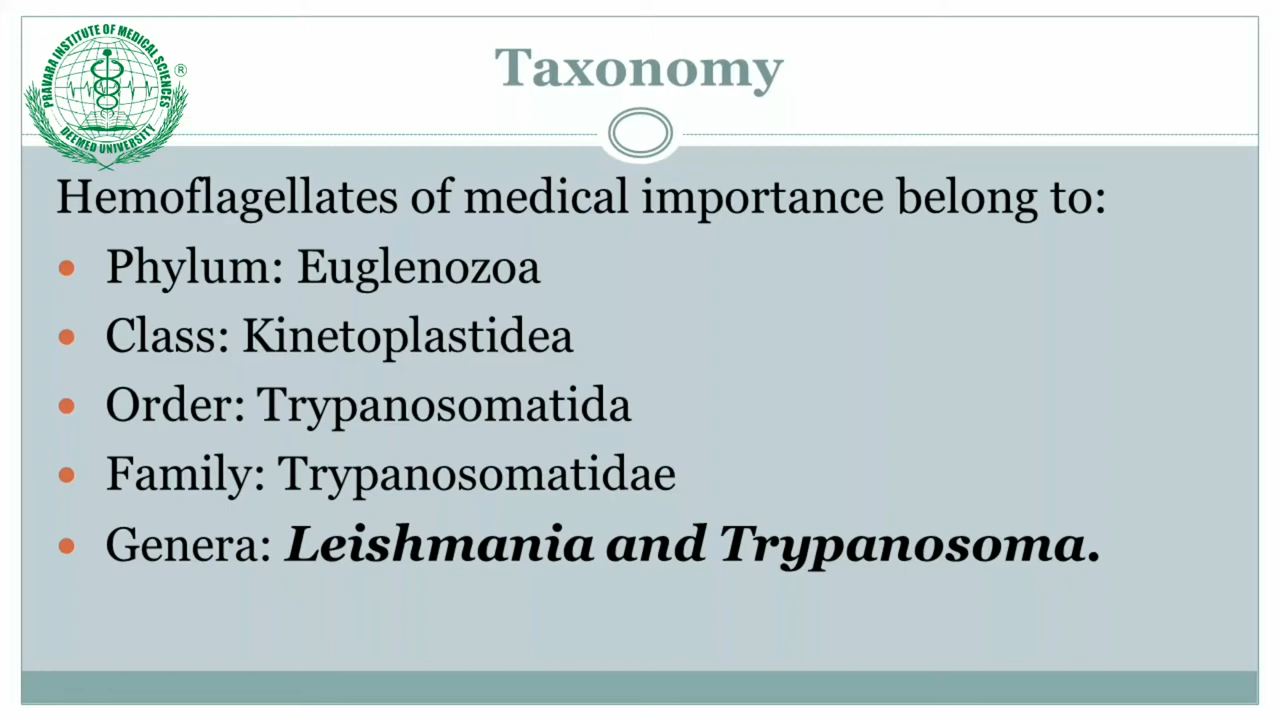 PRAVARA INSTITUTE OF MEDICAL SCIENCES
®
DEEMED UNIVERSITY
Taxonomy
Hemoflagellates of medical importance belong to:
• Phylum: Euglenozoa
• Class: Kinetoplastidea
• Order: Trypanosomatida
• Family: Trypanosomatidae
• Genera: Leishmania and Trypanosoma.